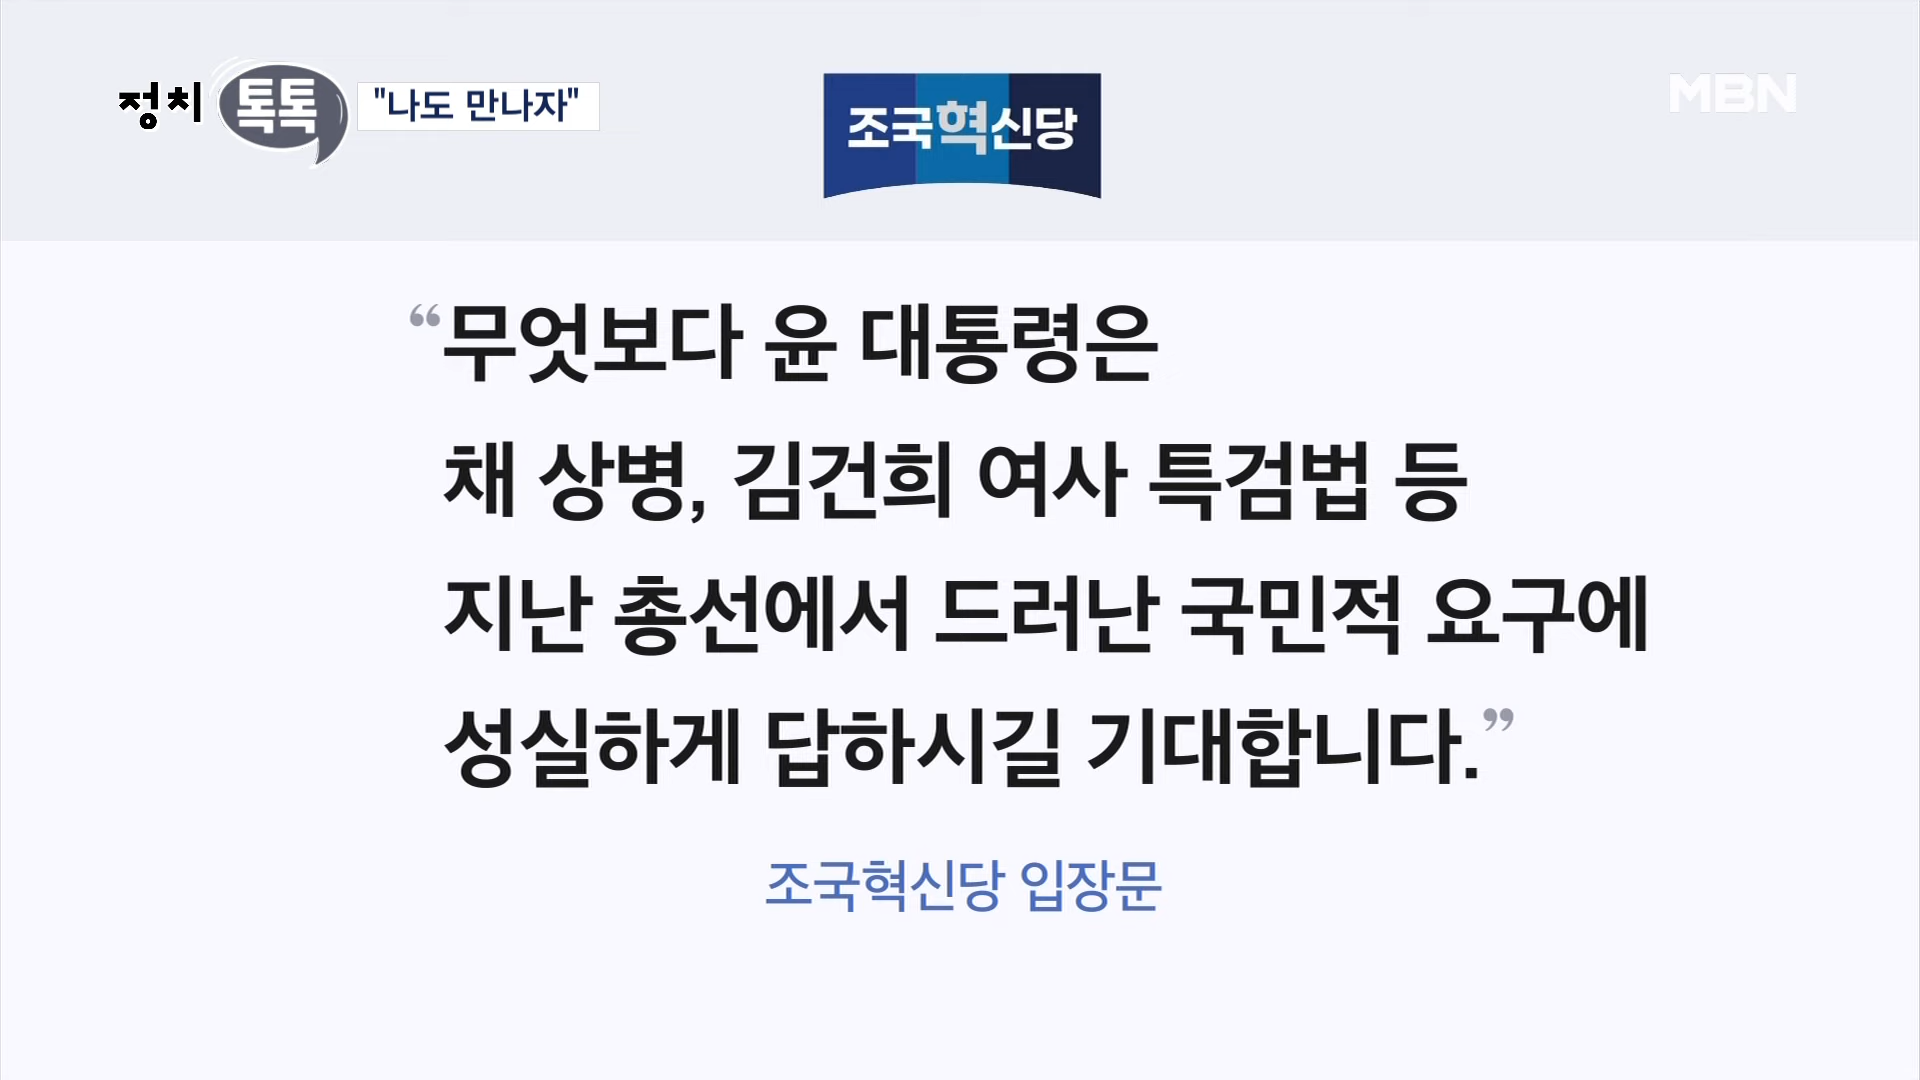 정치 톡톡 "나도 만나자"
조국혁신당
MBN
“무엇보다 윤 대통령은
채 상병, 김건희 여사 특검법 등
지난 총선에서 드러난 국민적 요구에
성실하게 답하시길 기대합니다.”
조국혁신당 입장문